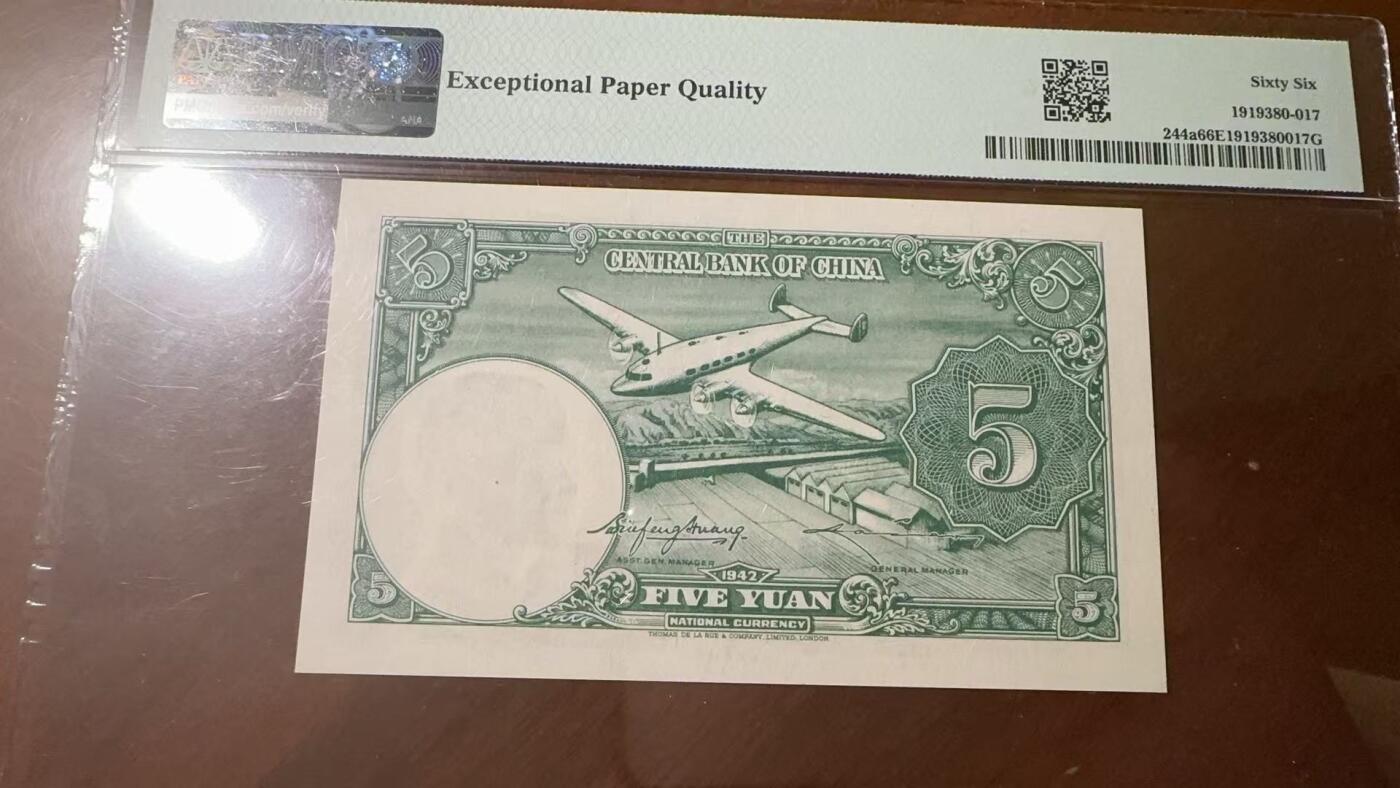 Exceptional Paper Quality
Sixty Six
1919380-017
244a66E1919380017G
5
5
THE
CENTRAL BANK OF CHINA
5
ASST. GEN. MANAGER
GENERAL MANAGER
1942
5
FIVE YUAN
5
NATIONAL CURRENCY
THOMAS DE LA RUE & COMPANY, LIMITED, LONDON